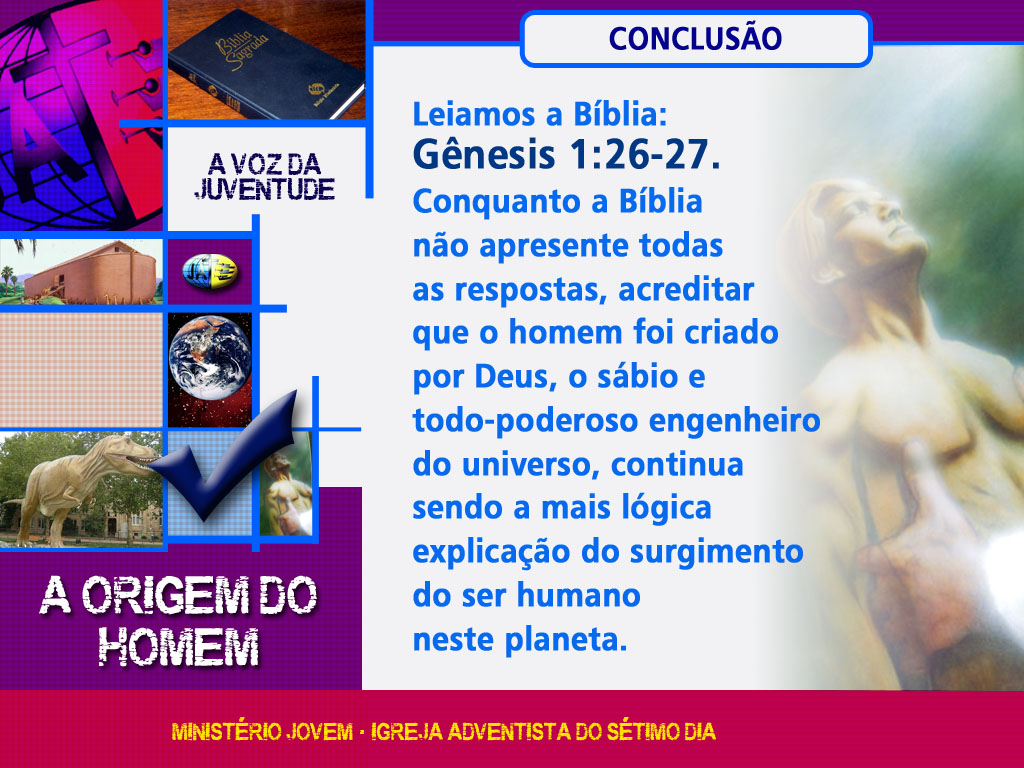 CONCLUSÃO
Bíblia
Sagrada
A VOZ DA
JUVENTUDE
Leiamos a Bíblia:
Gênesis 1:26-27.
Conquanto a Bíblia
não apresente todas
as respostas, acreditar
que o homem foi criado
por Deus, o sábio e
todo-poderoso engenheiro
do universo, continua
sendo a mais lógica
explicação do surgimento
do ser humano
neste planeta.
A ORIGEM DO
HOMEM
MINISTÉRIO JOVEM · IGREJA ADVENTISTA DO SÉTIMO DIA